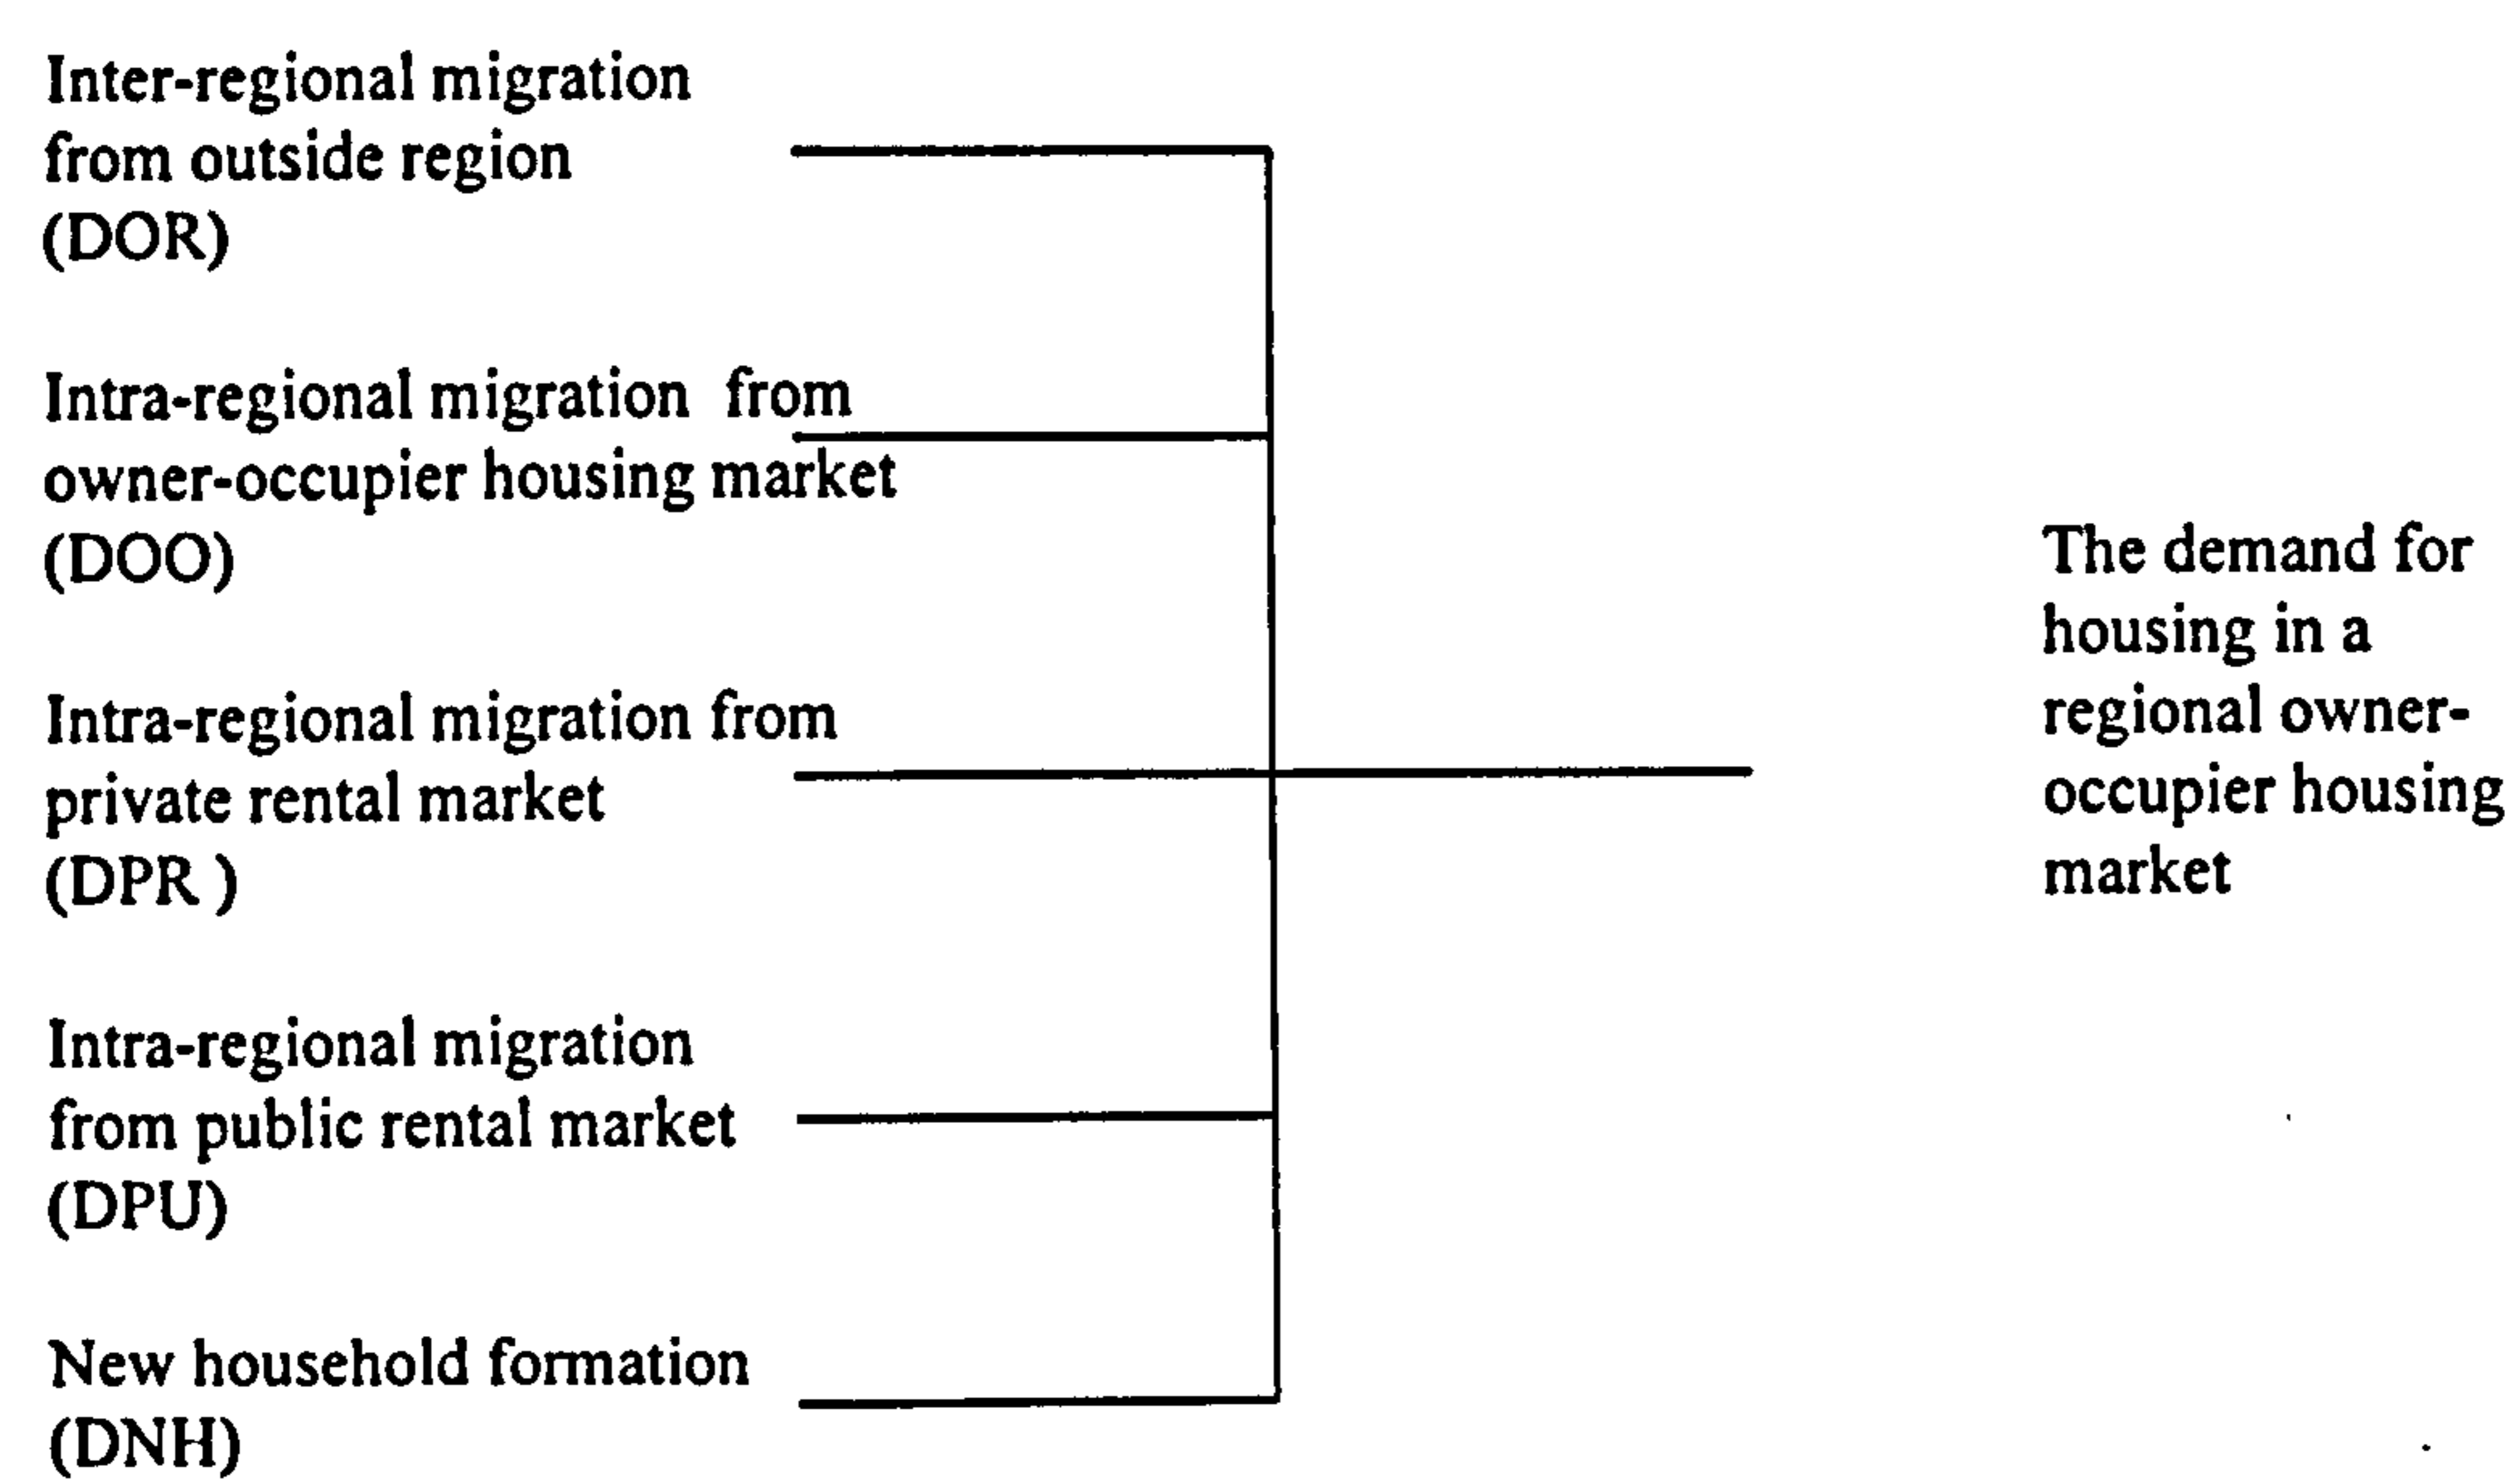 Inter-regional migration
from outside region
(DOR)
Intra-regional migration from
owner-occupier housing market
(DOO)
Intra-regional migration from
private rental market
(DPR )
Intra-regional migration
from public rental market
(DPU)
New household formation
(DNH)
The demand for
housing in a
regional owner-
occupier housing
market